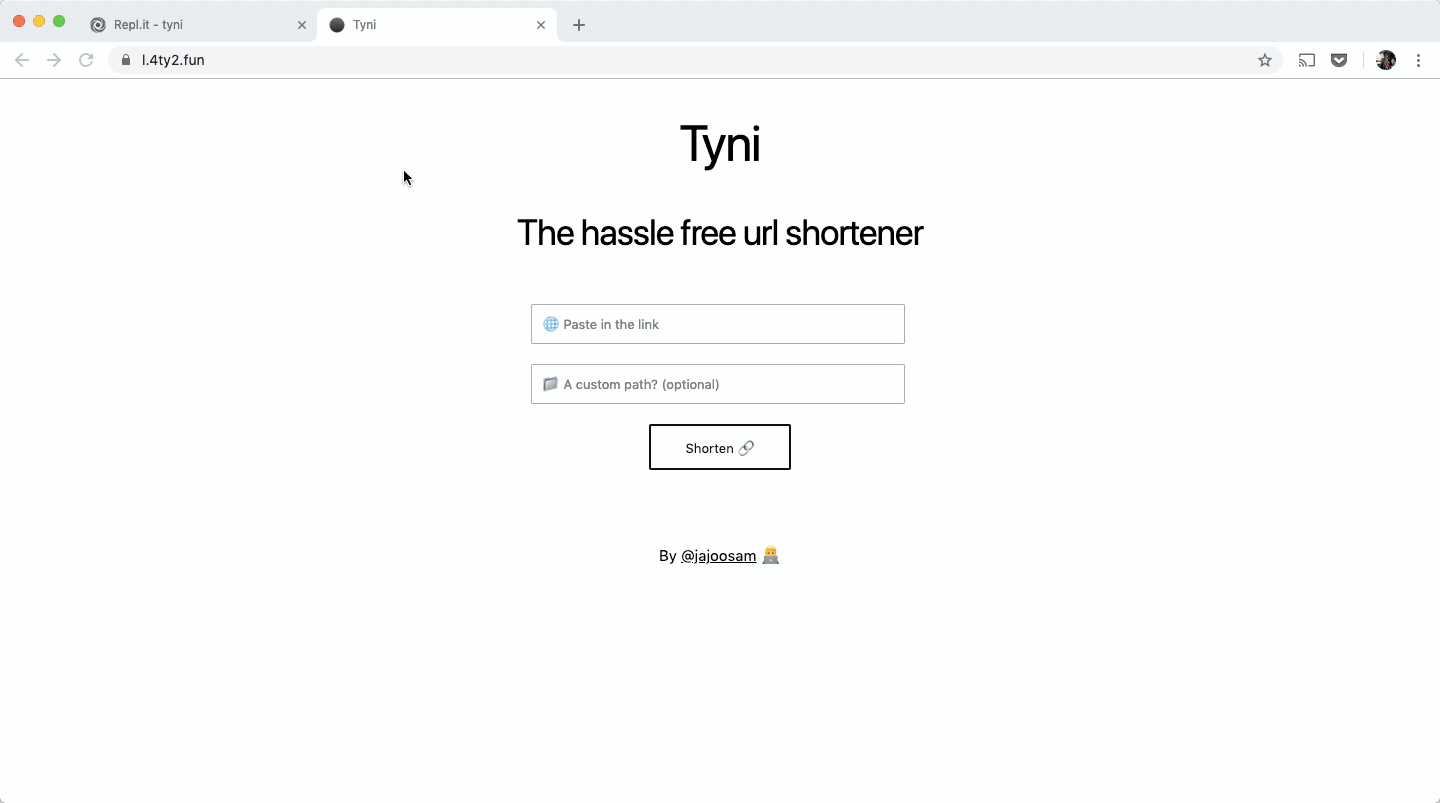 Repl.it - tyni
Tyni
l.4ty2.fun
Tyni
The hassle free url shortener
🌐 Paste in the link
📁 A custom path? (optional)
Shorten 🔗
By @jajoosam 👨‍💻